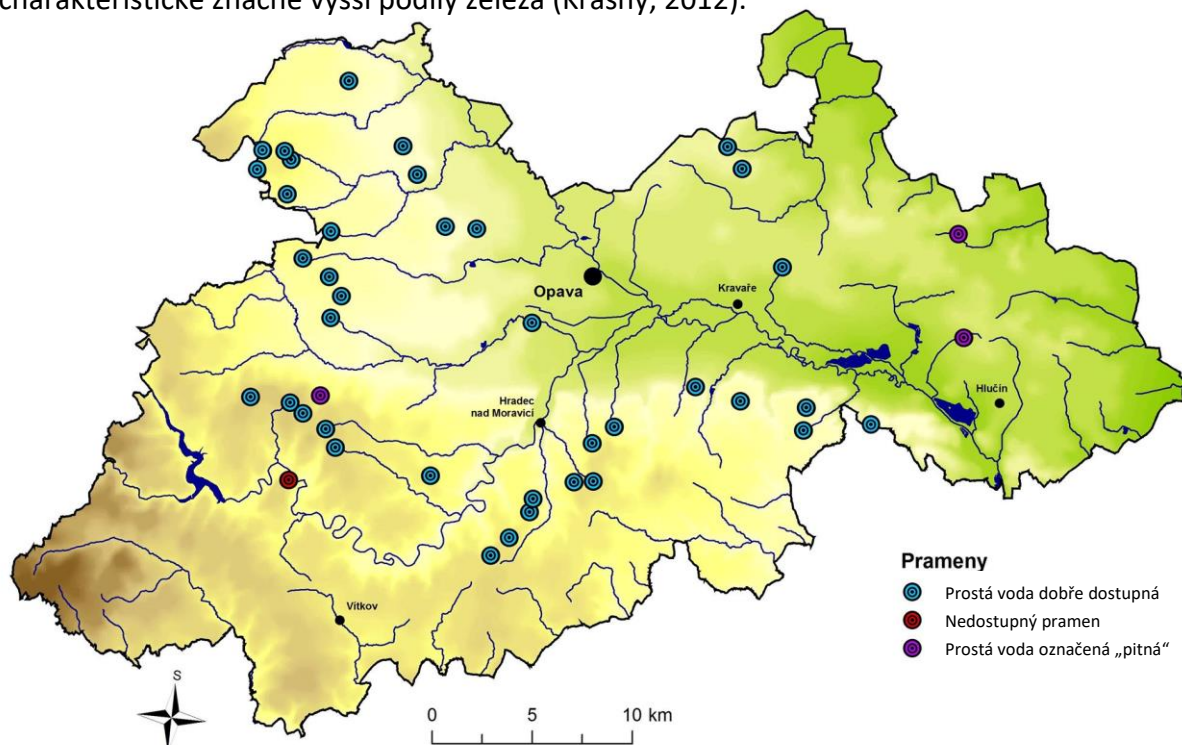 charakteristické značně vyšší podíly železa (Krásný, 2012).
Opava
Kravaře
Hlučín
Hradec
nad Moravicí
Vítkov
Prameny
Prostá voda dobře dostupná
Nedostupný pramen
Prostá voda označená „pitná“
S
0 5 10 km